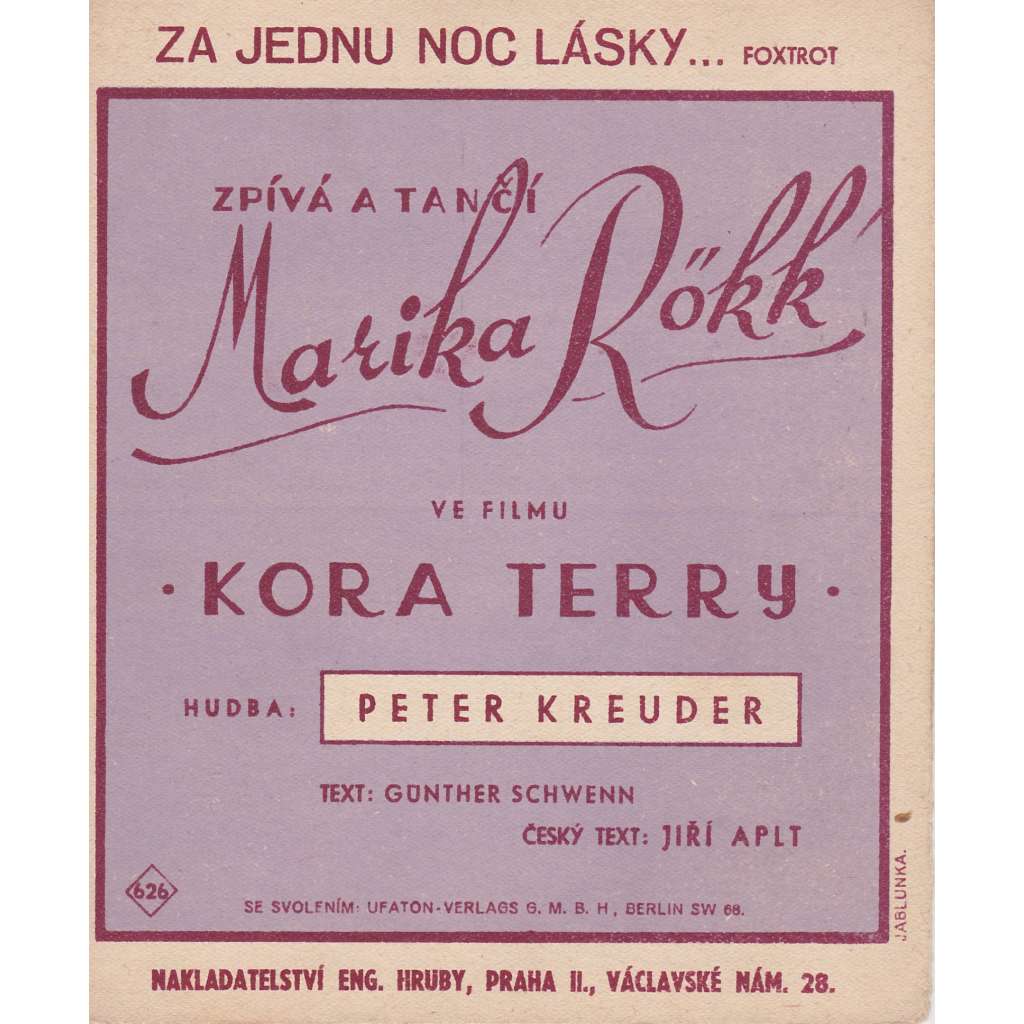 ZA JEDNU NOC LÁSKY... FOXTROT
ZPÍVÁ A TANČÍ
Marika Rökk
VE FILMU
· KORA TERRY ·
HUDBA: PETER KREUDER
TEXT: GÜNTHER SCHWENN
ČESKÝ TEXT: JIŘÍ APLT
626
SE SVOLENÍM: UFATON-VERLAGS G. M. B. H, BERLIN SW 68.
JABLUNKA.
NAKLADATELSTVÍ ENG. HRUBY, PRAHA II., VÁCLAVSKÉ NÁM. 28.